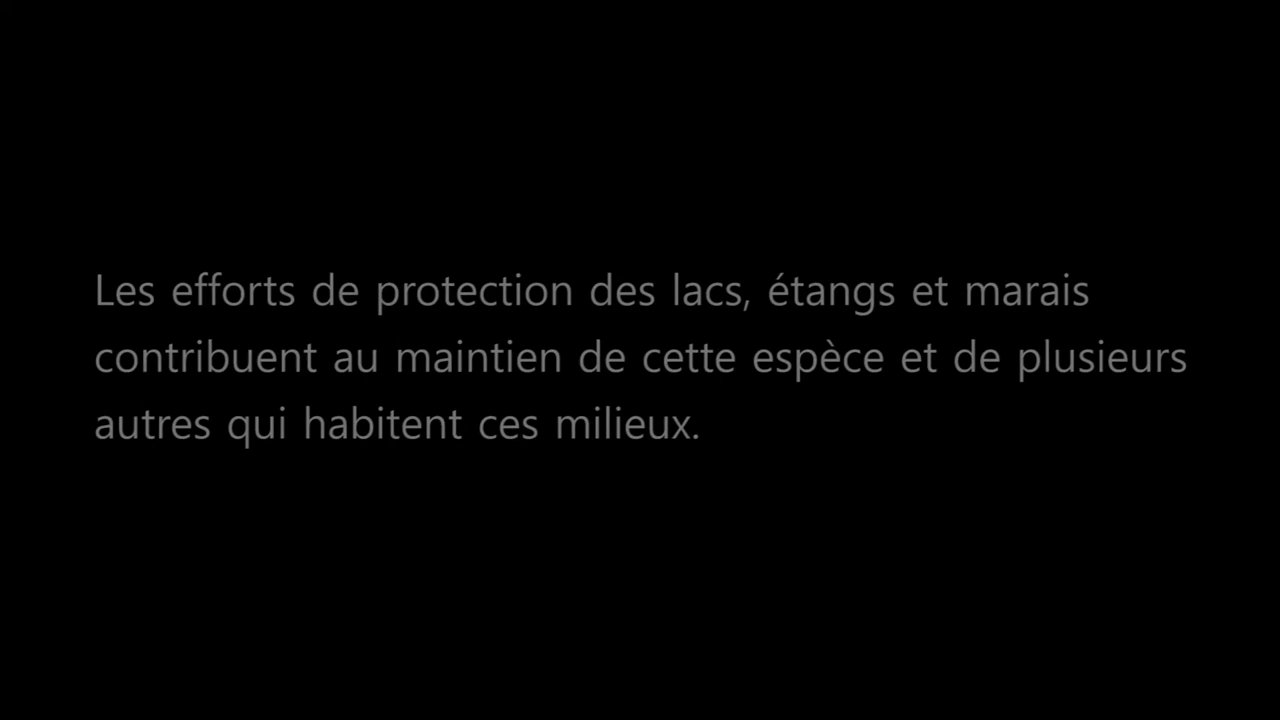 Les efforts de protection des lacs, étangs et marais
contribuent au maintien de cette espèce et de plusieurs
autres qui habitent ces milieux.